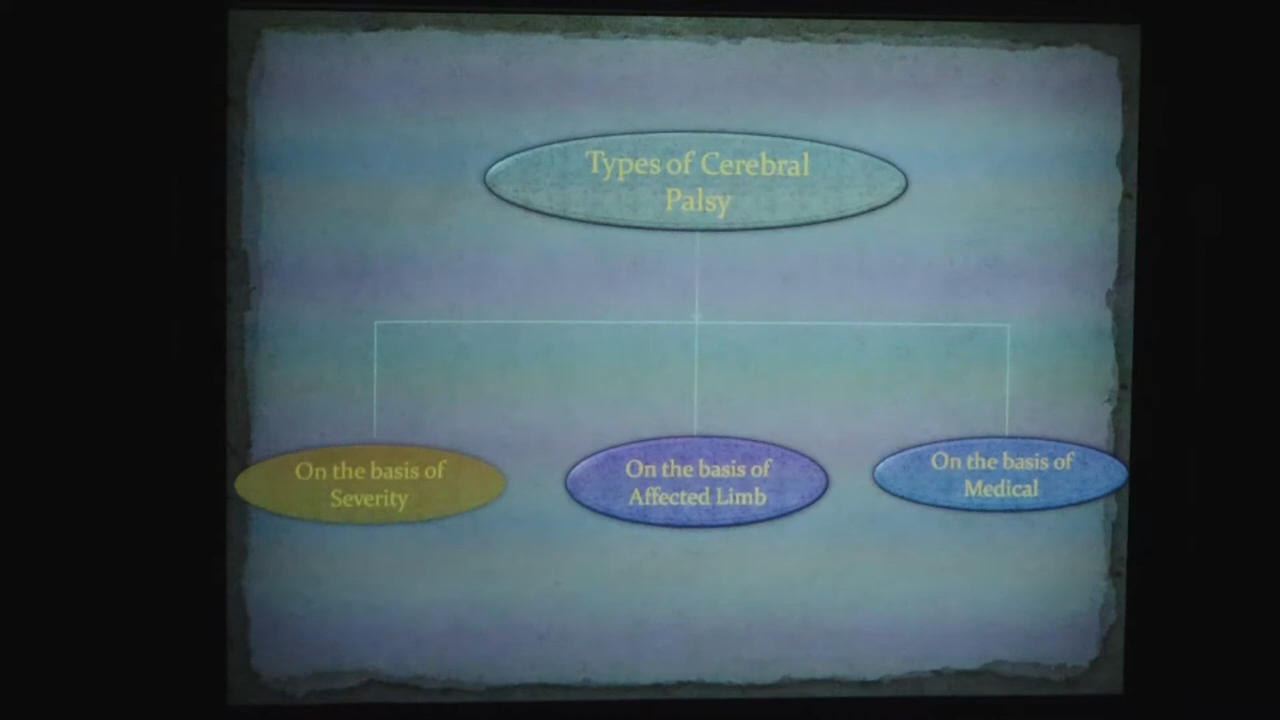 Types of Cerebral
Palsy
On the basis of
Severity
On the basis of
Affected Limb
On the basis of
Medical